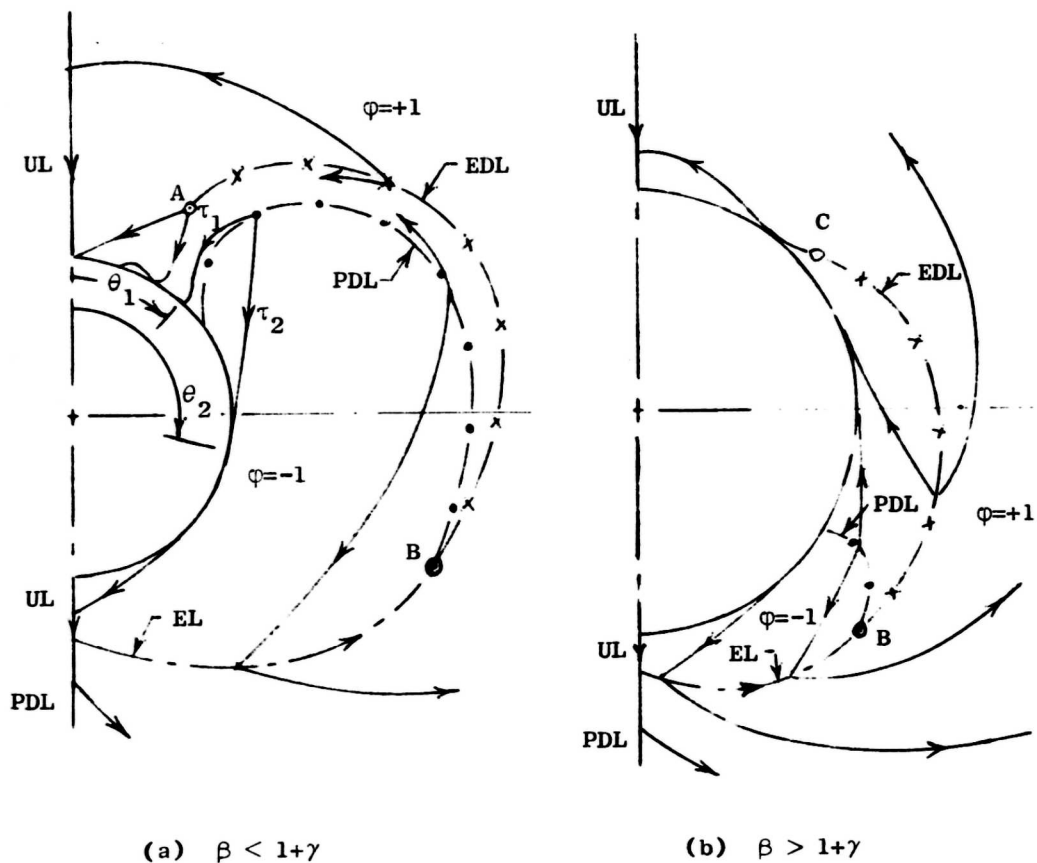 UL
φ=+1
EDL
A
τ1
PDL
θ1
τ2
θ2
φ=-1
B
UL
EL
PDL
(a) β < 1+γ
UL
C
EDL
PDL
φ=+1
φ=-1
B
UL
EL
PDL
(b) β > 1+γ